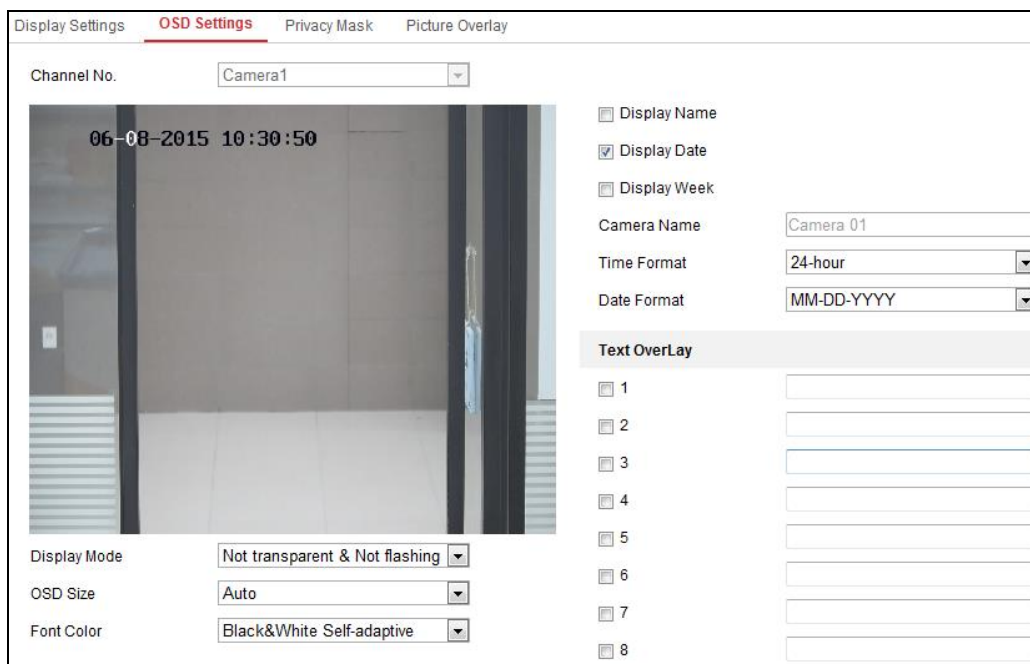 Display Settings OSD Settings Privacy Mask Picture Overlay
Channel No. Camera1
06-08-2015 10:30:50
Display Name
Display Date
Display Week
Camera Name Camera 01
Time Format 24-hour
Date Format MM-DD-YYYY
Text OverLay
1
2
3
4
5
6
7
8
Display Mode Not transparent & Not flashing
OSD Size Auto
Font Color Black&White Self-adaptive